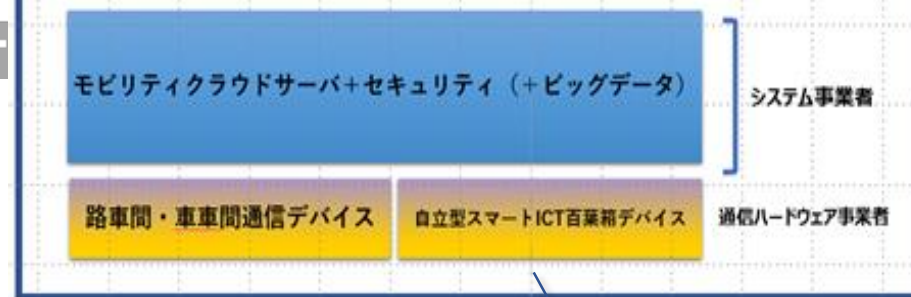 モビリティクラウドサーバ+セキュリティ（+ビッグデータ）
システム事業者
路車間・車車間通信デバイス
自立型スマートICT百葉箱デバイス
通信ハードウェア事業者